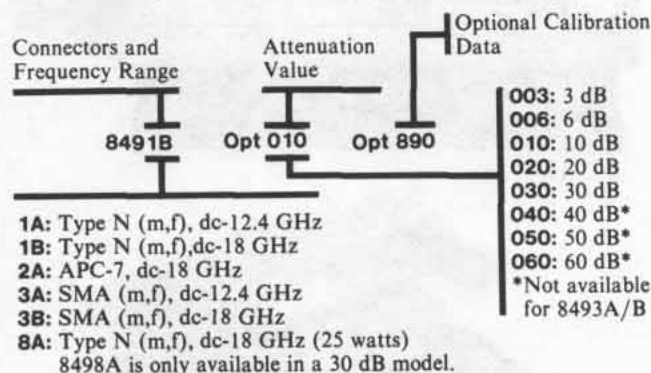 Optional Calibration
Data
Connectors and
Frequency Range
Attenuation
Value
8491B
Opt 010
Opt 890
003: 3 dB
006: 6 dB
010: 10 dB
020: 20 dB
030: 30 dB
040: 40 dB*
050: 50 dB*
060: 60 dB*
*Not available
for 8493A/B
1A: Type N (m,f), dc-12.4 GHz
1B: Type N (m,f),dc-18 GHz
2A: APC-7, dc-18 GHz
3A: SMA (m,f), dc-12.4 GHz
3B: SMA (m,f), dc-18 GHz
8A: Type N (m,f), dc-18 GHz (25 watts)
8498A is only available in a 30 dB model.